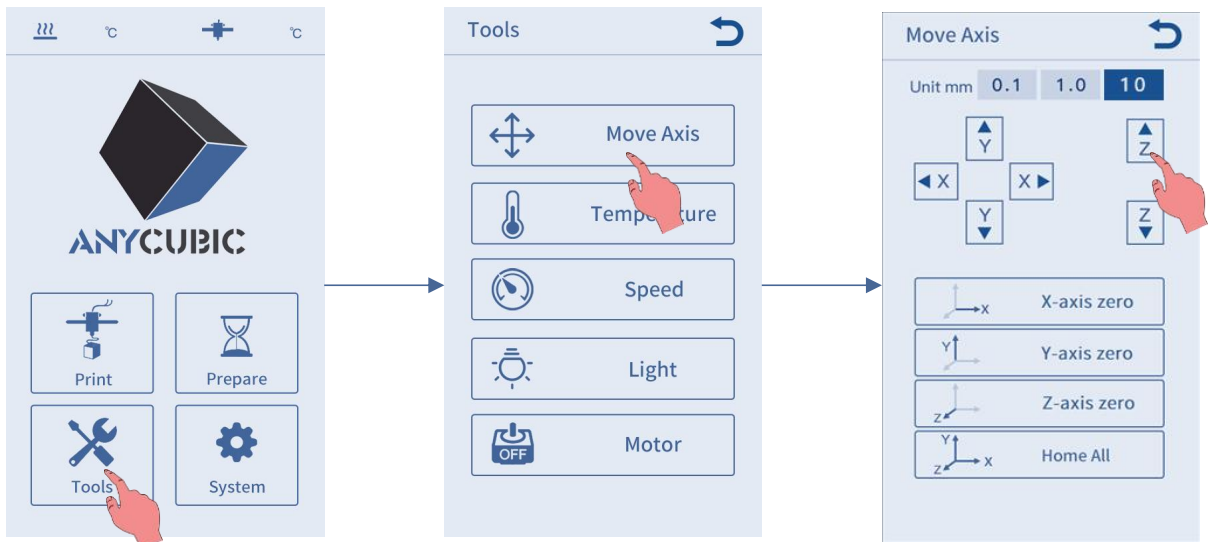 ℃ ℃
ANYCUBIC
Print Prepare
Tools System
Tools
Move Axis
Temperature
Speed
Light
OFF Motor
Move Axis
Unit mm 0.1 1.0 10
Y Z
X X
Y Z
X X-axis zero
Y Y-axis zero
Z Z-axis zero
Y Z X Home All